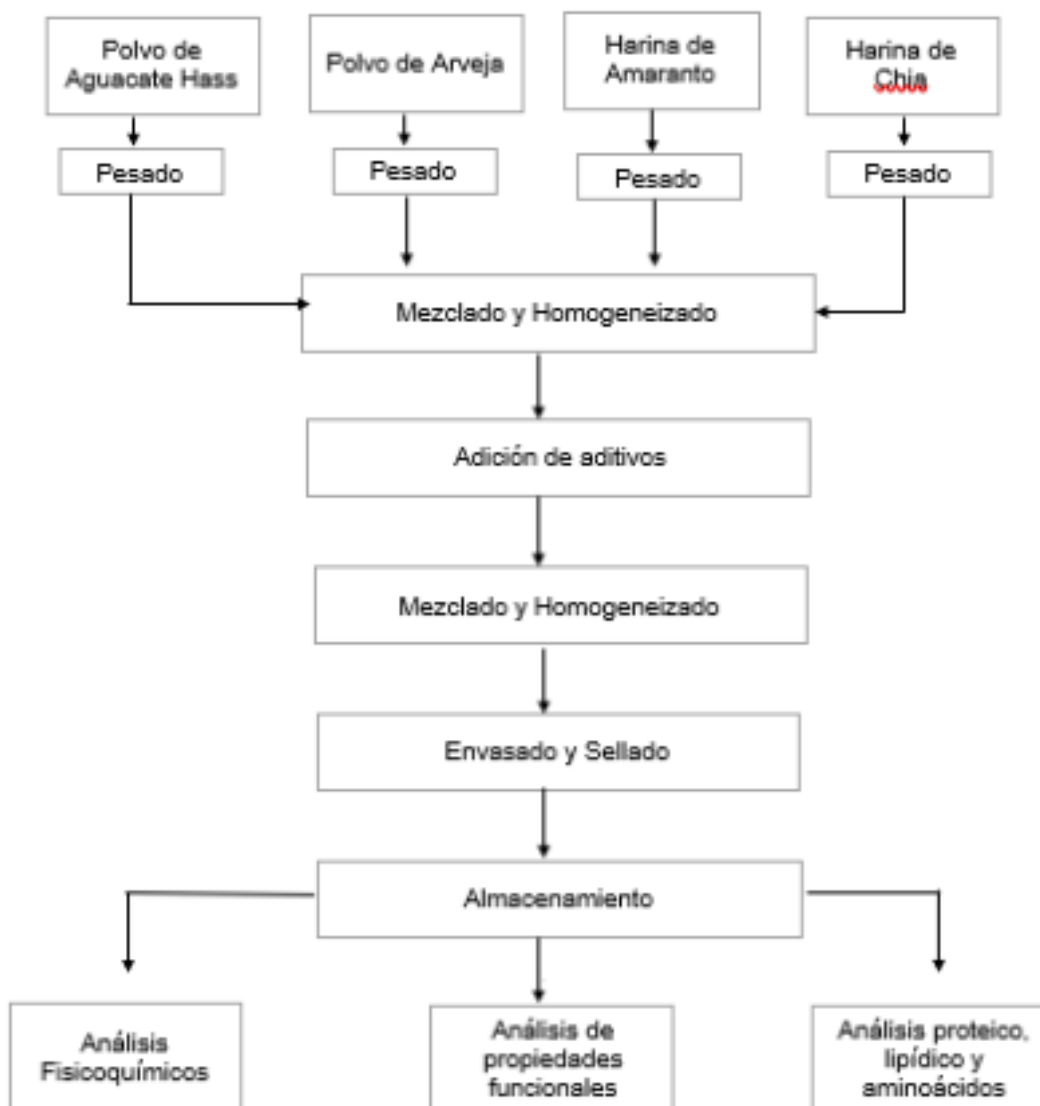 Polvo de
Aguacate Hass
Polvo de Arveja
Harina de
Amaranto
Harina de
Chia
Pesado
Pesado
Pesado
Pesado
Mezclado y Homogeneizado
Adición de aditivos
Mezclado y Homogeneizado
Envasado y Sellado
Almacenamiento
Análisis
Fisicoquímicos
Análisis de
propiedades
funcionales
Análisis proteico,
lipídico y
aminoácidos